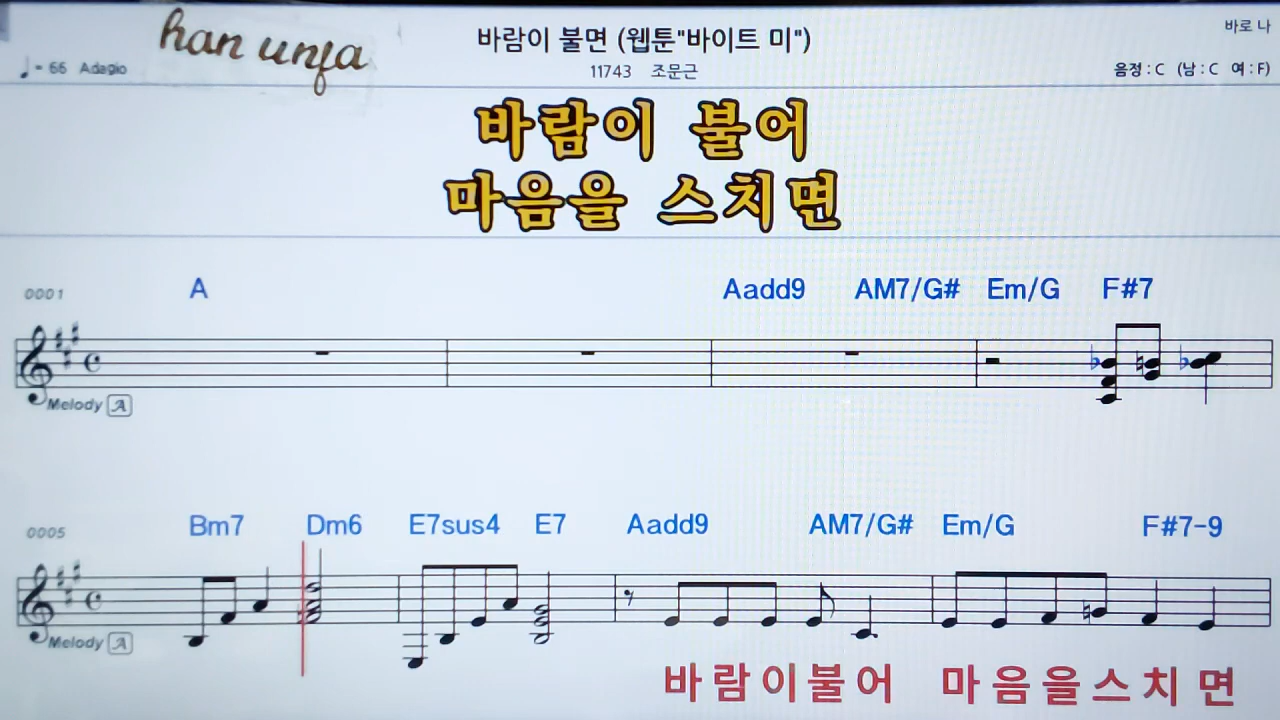 han unfa
바람이 불면 (웹툰"바이트 미")
바로 나
♩= 66 Adagio
11743 조문근
음정 : C (남 : C 여 : F)
바람이 불어
마음을 스치면
0001 A Aadd9 AM7/G# Em/G F#7
Melody A
0005 Bm7 Dm6 E7sus4 E7 Aadd9 AM7/G# Em/G F#7-9
Melody A
바람이불어 마음을스치면